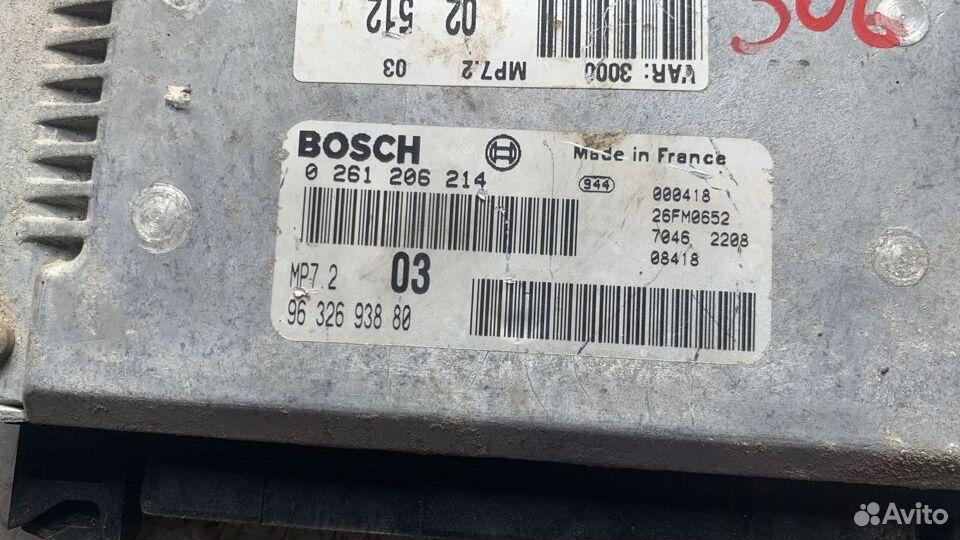 306
02 512
MP7.2 03
VAR: 3000
BOSCH
0 261 206 214
Made in France
944
000418
26FM0652
7046 2208
08418
MP7.2
03
96 326 938 80
Avito